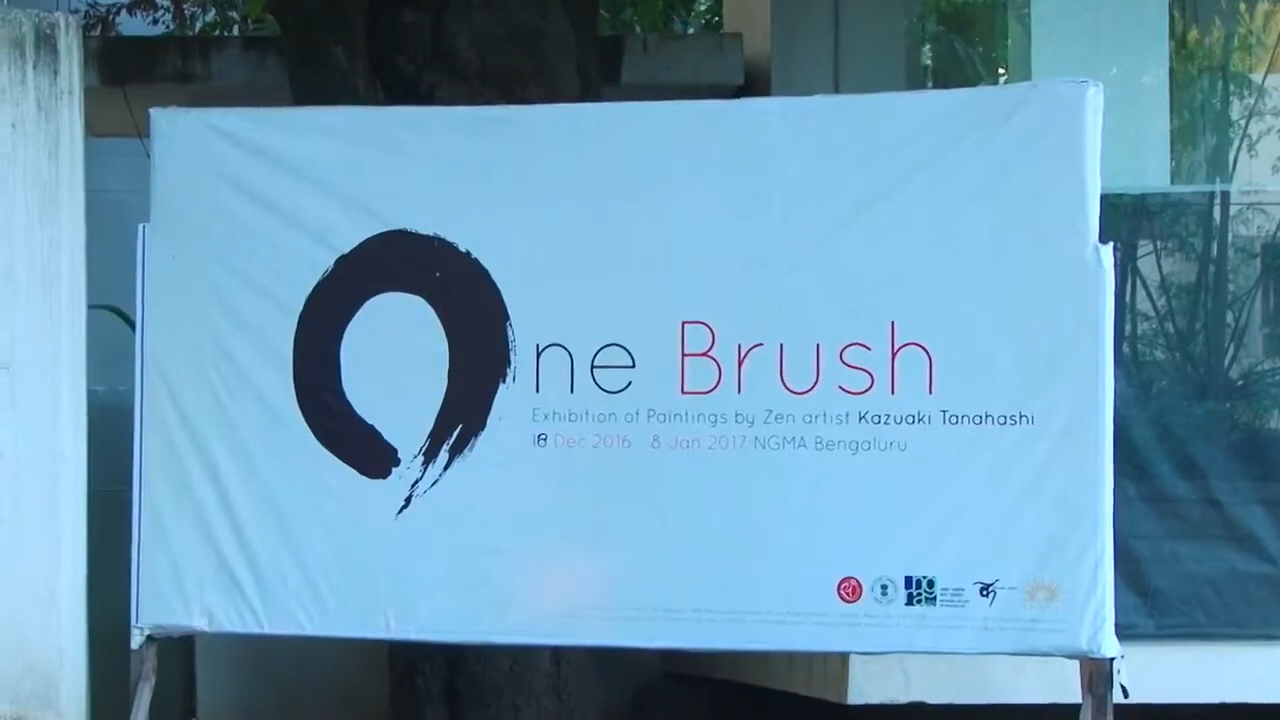 One Brush
Exhibition of Paintings by Zen artist Kazuaki Tanahashi
18 Dec 2016 8 Jan 2017 NGMA Bengaluru